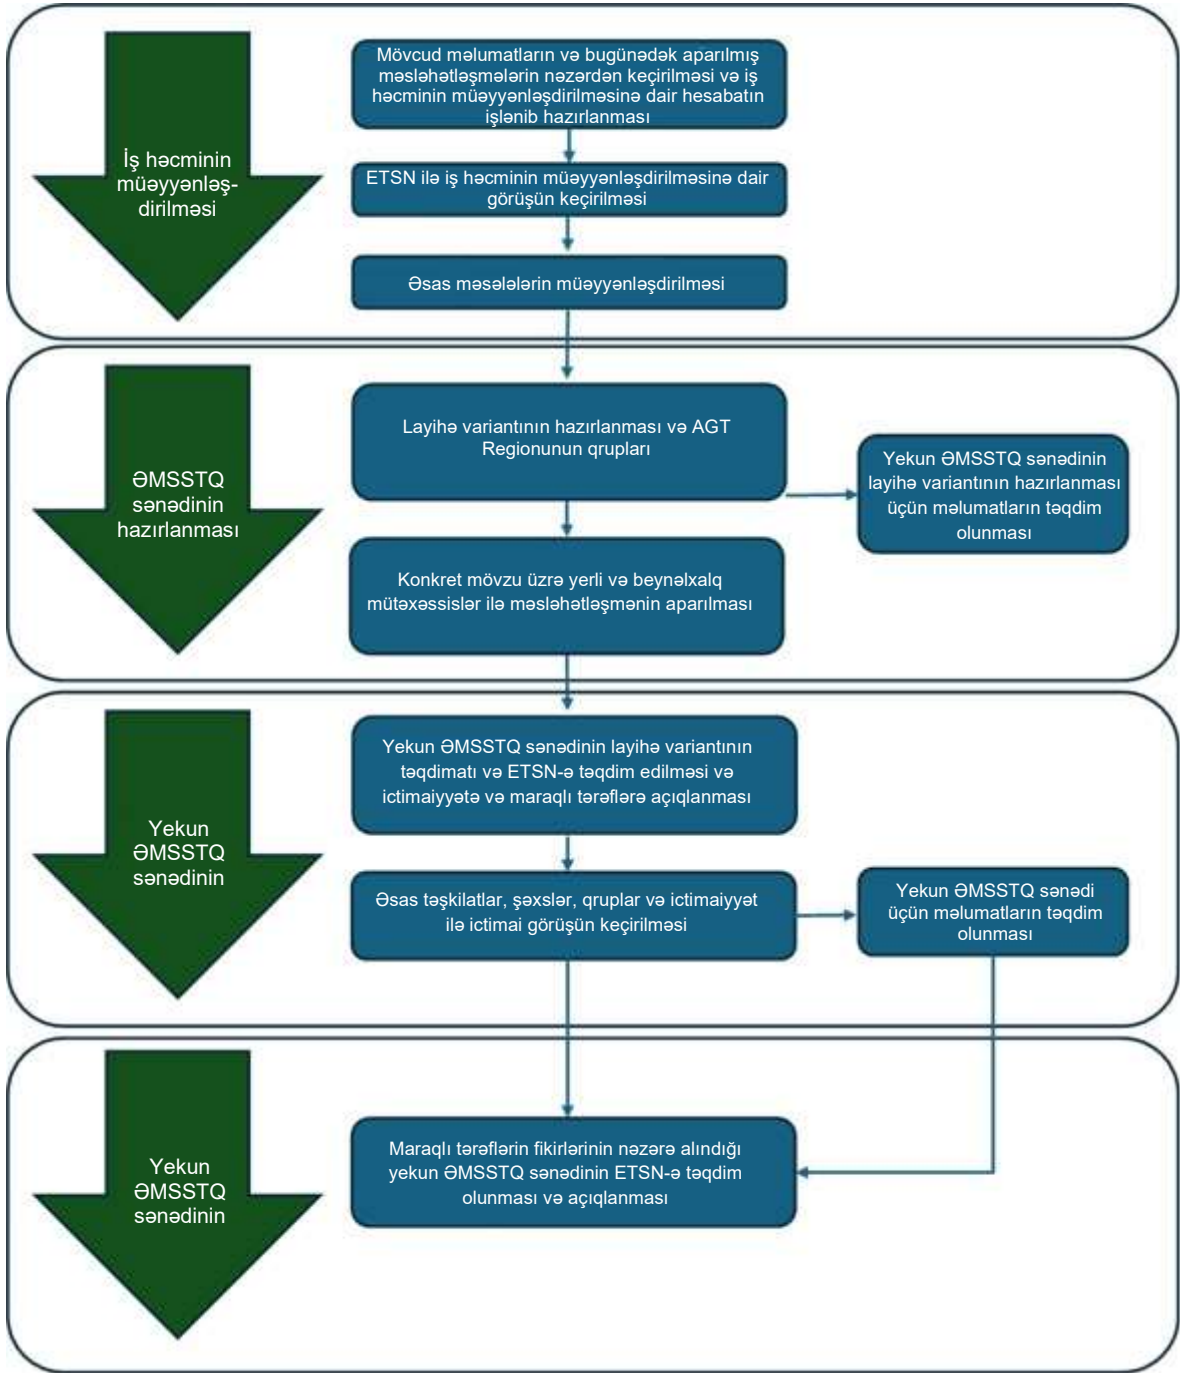 İş həcminin
müəyyənləş-
dirilməsi
Mövcud məlumatların və bugünədək aparılmış
məsləhətləşmələrin nəzərdən keçirilməsi və iş
həcminin müəyyənləşdirilməsinə dair hesabatın
işlənib hazırlanması
ETSN ilə iş həcminin müəyyənləşdirilməsinə dair
görüşün keçirilməsi
Əsas məsələlərin müəyyənləşdirilməsi
ƏMSSTQ
sənədinin
hazırlanması
Layihə variantının hazırlanması və AGT
Regionunun qrupları
Yekun ƏMSSTQ sənədinin
layihə variantının hazırlanması
üçün məlumatların təqdim
olunması
Konkret mövzu üzrə yerli və beynəlxalq
mütəxəssislər ilə məsləhətləşmənin aparılması
Yekun
ƏMSSTQ
sənədinin
Yekun ƏMSSTQ sənədinin layihə variantının
təqdimatı və ETSN-ə təqdim edilməsi və
ictimaiyyətə və maraqlı tərəflərə açıqlanması
Əsas təşkilatlar, şəxslər, qruplar və ictimaiyyət
ilə ictimai görüşün keçirilməsi
Yekun ƏMSSTQ sənədi
üçün məlumatların təqdim
olunması
Yekun
ƏMSSTQ
sənədinin
Maraqlı tərəflərin fikirlərinin nəzərə alındığı
yekun ƏMSSTQ sənədinin ETSN-ə təqdim
olunması və açıqlanması